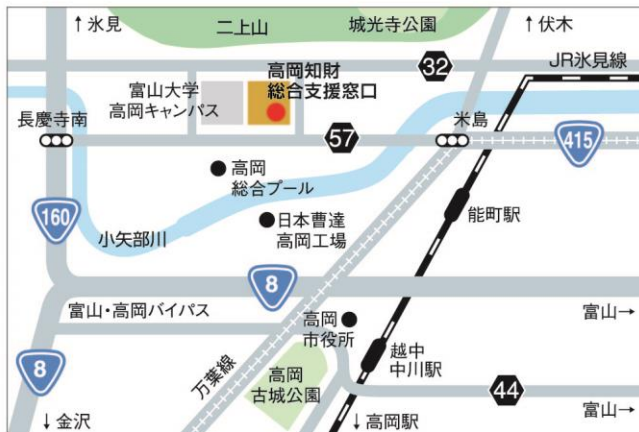 ↑氷見
二上山
城光寺公園
↑伏木
JR氷見線
32
富山大学
高岡キャンパス
高岡知財
総合支援窓口
長慶寺南
57
米島
415
高岡
総合プール
160
小矢部川
日本曹達
高岡工場
能町駅
8
富山・高岡バイパス
富山→
高岡
市役所
越中
中川駅
8
万葉線
高岡
古城公園
44
↓金沢
↓高岡駅
富山→